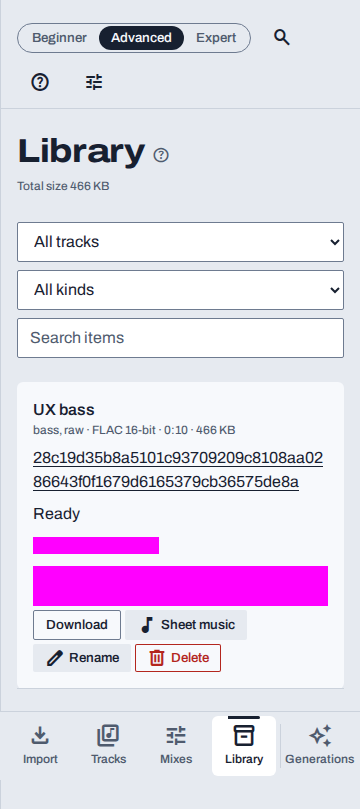 Beginner Advanced Expert
Library
Total size 466 KB
All tracks
All kinds
Search items
UX bass
bass, raw · FLAC 16-bit · 0:10 · 466 KB
28c19d35b8a5101c93709209c8108aa02
86643f0f1679d6165379cb36575de8a
Ready
Download Sheet music
Rename Delete
Import Tracks Mixes Library Generations